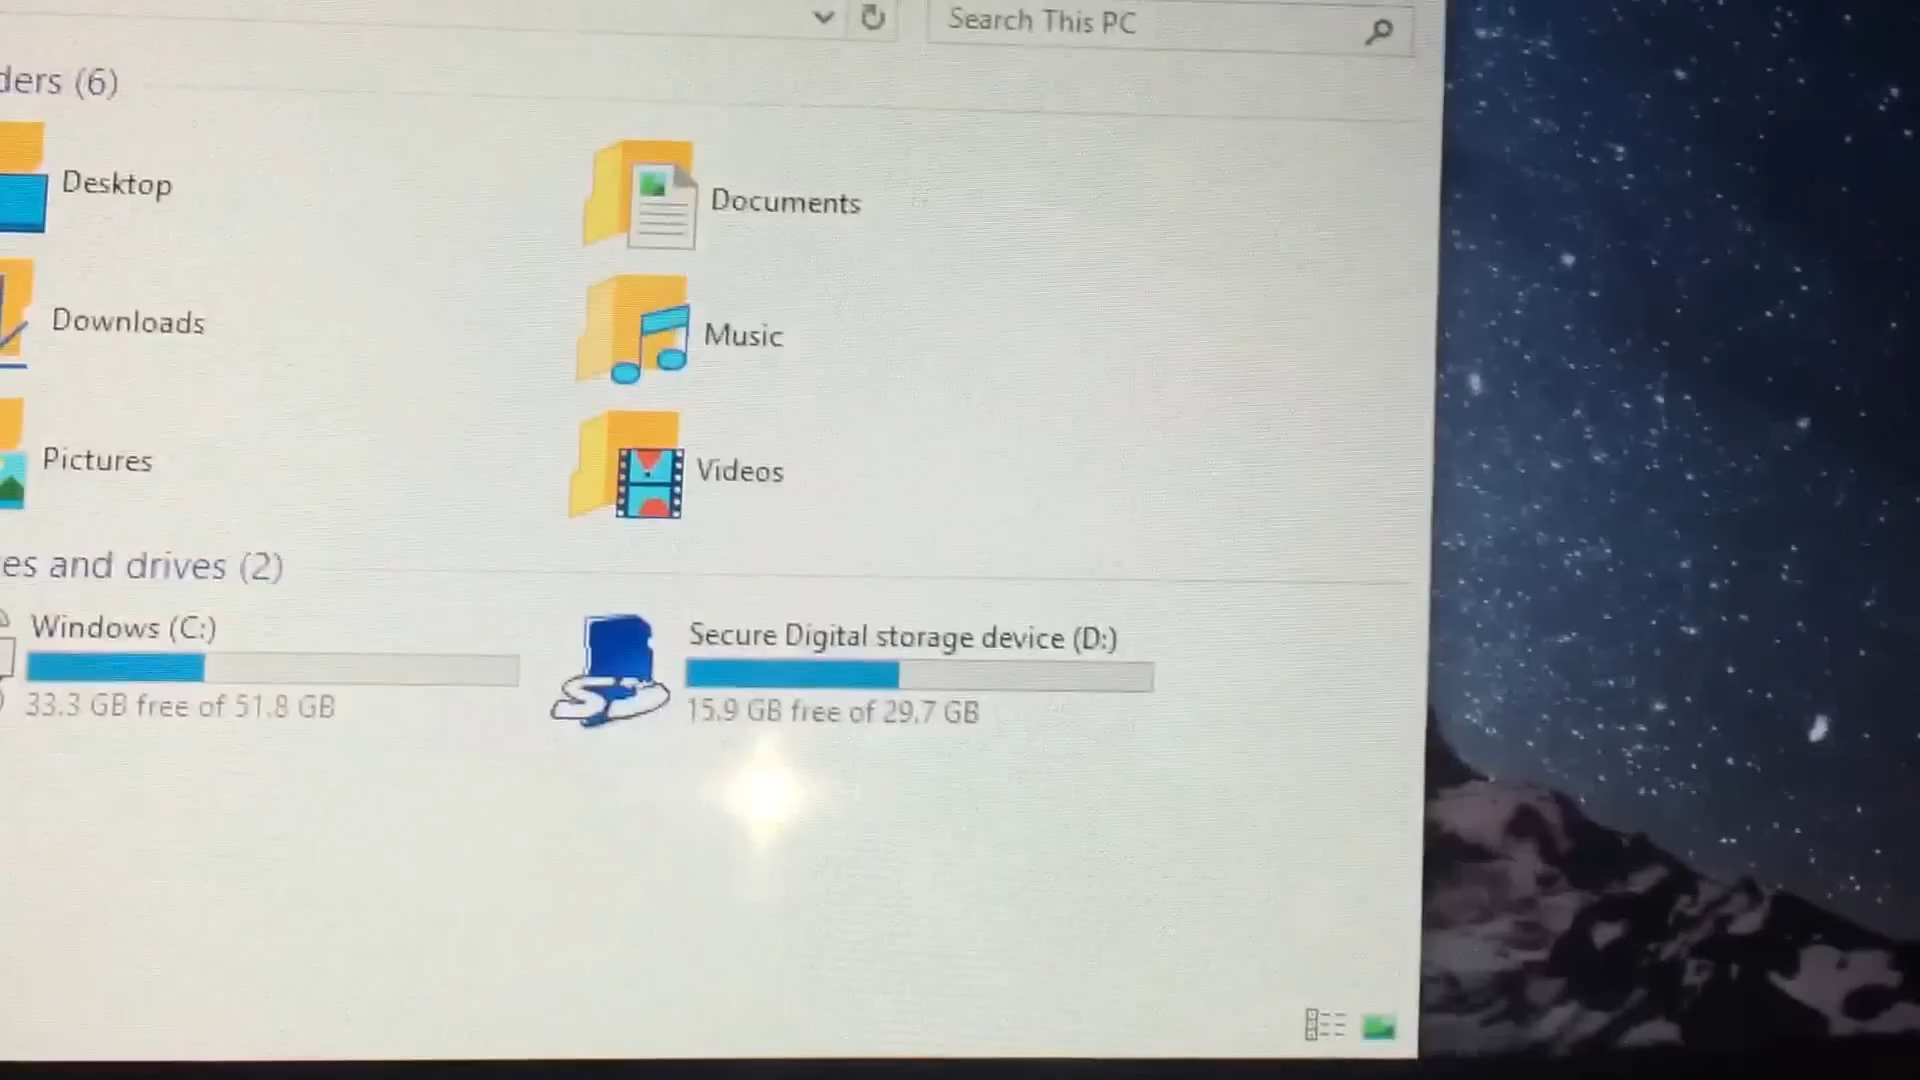 Search This PC
ders (6)
Desktop
Documents
Downloads
Music
Pictures
Videos
es and drives (2)
Windows (C:)
33.3 GB free of 51.8 GB
Secure Digital storage device (D:)
15.9 GB free of 29.7 GB
SD